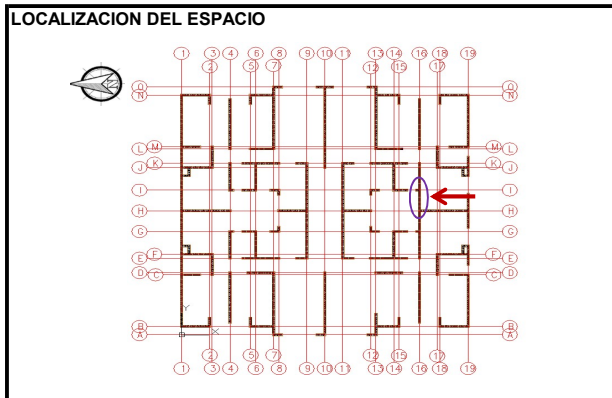 LOCALIZACION DEL ESPACIO
1 3 4 6 8 9 10 11 13 14 16 18 19
2 5 7 12 15 17
O O
N N
L M M L
J K K J
I I
H H
G G
E F F E
D C C D
Y
X
B B
A A
2 5 7 12 15 17
1 3 4 6 8 9 10 11 13 14 16 18 19